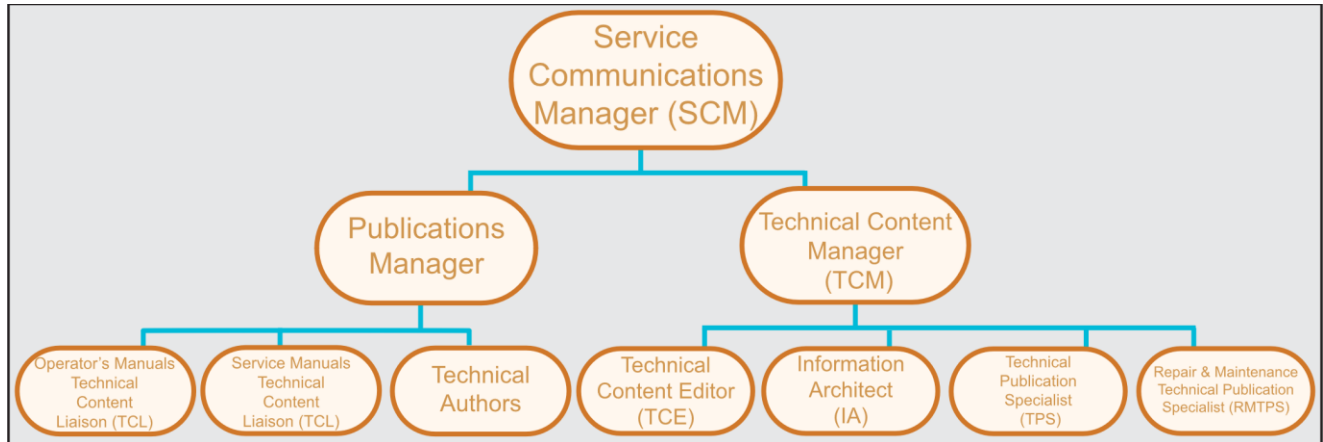 Service
Communications
Manager (SCM)
Publications
Manager
Technical Content
Manager
(TCM)
Operator’s Manuals
Technical
Content
Liaison (TCL)
Service Manuals
Technical
Content
Liaison (TCL)
Technical
Authors
Technical
Content Editor
(TCE)
Information
Architect
(IA)
Technical
Publication
Specialist
(TPS)
Repair & Maintenance
Technical Publication
Specialist (RMTPS)